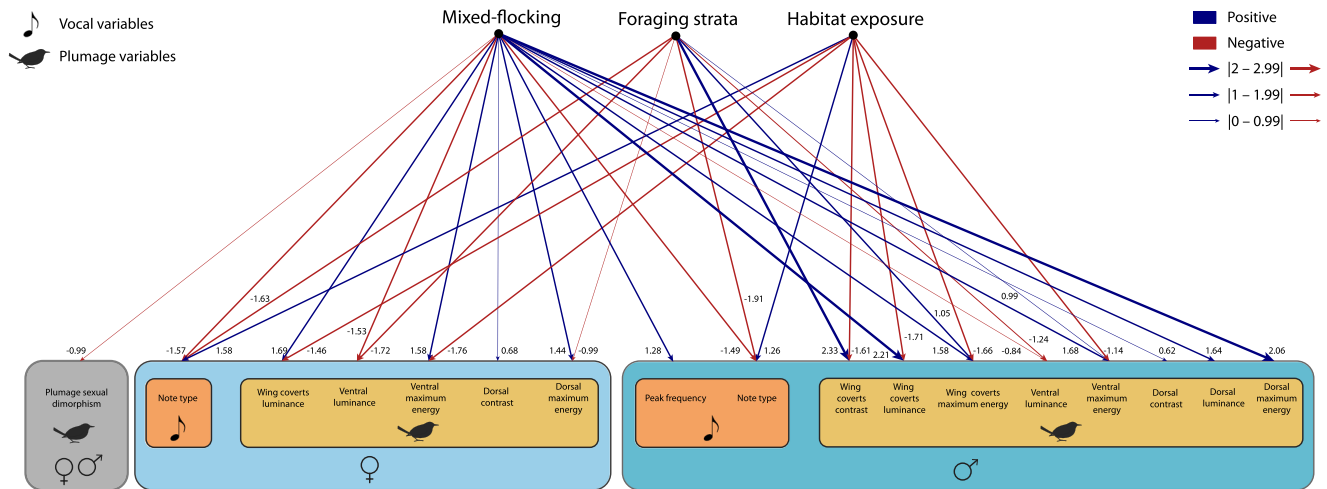 Mixed-flocking
Foraging strata
Habitat exposure
Vocal variables
Plumage variables
Positive
Negative
|2 – 2.99|
|1 – 1.99|
|0 – 0.99|
-1.63
-1.53
-1.91
0.99
1.05
-1.24
-1.71
-0.99
-1.57
1.58
1.69
-1.46
-1.72
1.58
-1.76
0.68
1.44
-0.99
1.28
-1.49
1.26
2.33
-1.61
2.21
1.58
-1.66
-0.84
1.68
-1.14
0.62
1.64
2.06
Plumage sexual
dimorphism
♀♂
Note type
Wing coverts
luminance
Ventral
luminance
Ventral
maximum
energy
Dorsal
contrast
Dorsal
maximum
energy
♀
Peak frequency
Note type
Wing
coverts
contrast
Wing
coverts
luminance
Wing coverts
maximum energy
Ventral
luminance
Ventral
maximum
energy
Dorsal
contrast
Dorsal
luminance
Dorsal
maximum
energy
♂